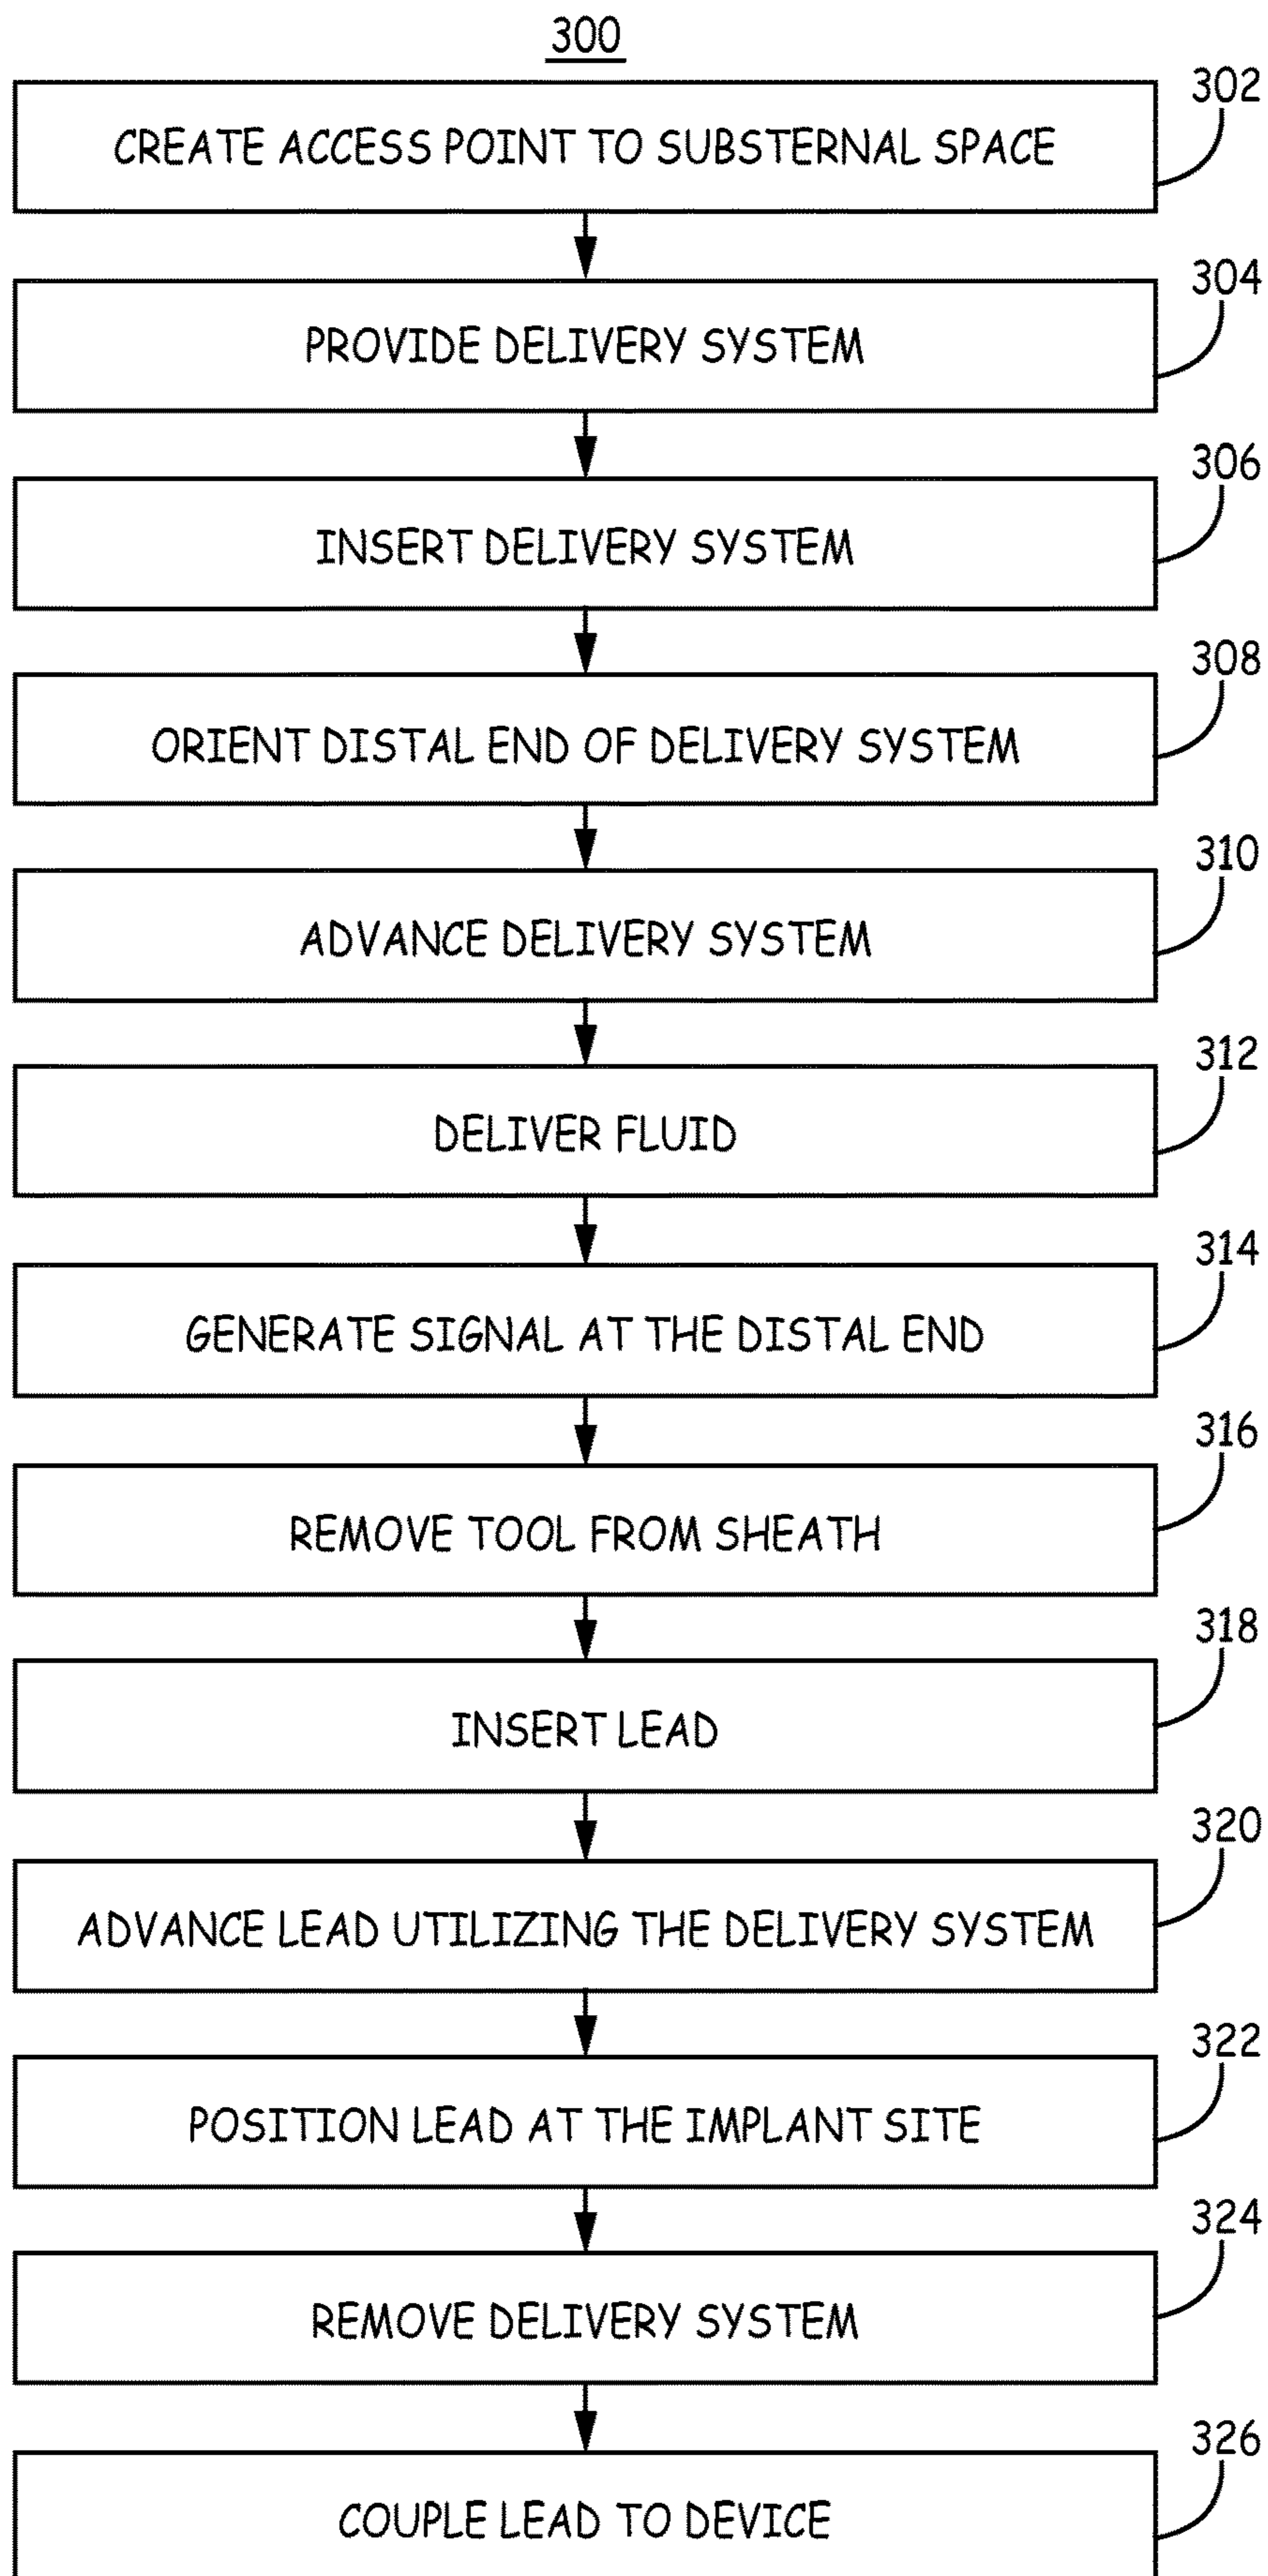 300
302
CREATE ACCESS POINT TO SUBSTERNAL SPACE
304
PROVIDE DELIVERY SYSTEM
306
INSERT DELIVERY SYSTEM
308
ORIENT DISTAL END OF DELIVERY SYSTEM
310
ADVANCE DELIVERY SYSTEM
312
DELIVER FLUID
314
GENERATE SIGNAL AT THE DISTAL END
316
REMOVE TOOL FROM SHEATH
318
INSERT LEAD
320
ADVANCE LEAD UTILIZING THE DELIVERY SYSTEM
322
POSITION LEAD AT THE IMPLANT SITE
324
REMOVE DELIVERY SYSTEM
326
COUPLE LEAD TO DEVICE